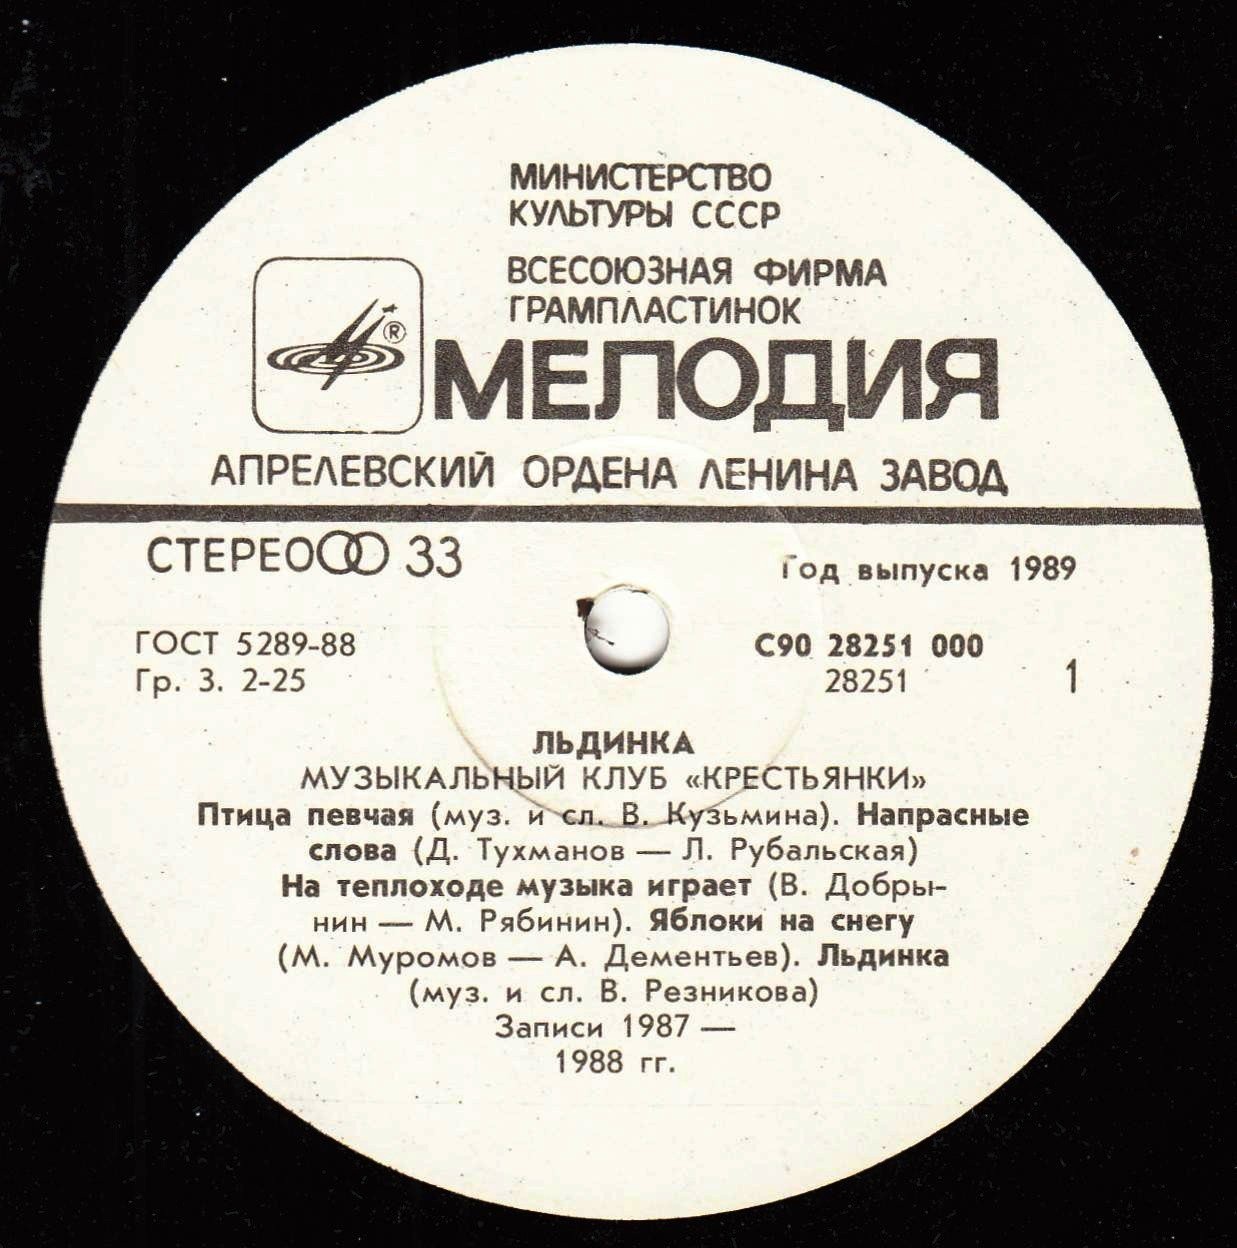 МИНИСТЕРСТВО
КУЛЬТУРЫ СССР
ВСЕСОЮЗНАЯ ФИРМА
ГРАМПЛАСТИНОК
®
МЕЛОДИЯ
АПРЕЛЕВСКИЙ ОРДЕНА ЛЕНИНА ЗАВОД
СТЕРЕО 33
Год выпуска 1989
ГОСТ 5289-88
Гр. 3. 2-25
С90 28251 000
28251 1
ЛЬДИНКА
МУЗЫКАЛЬНЫЙ КЛУБ «КРЕСТЬЯНКИ»
Птица певчая (муз. и сл. В. Кузьмина). Напрасные
слова (Д. Тухманов — Л. Рубальская)
На теплоходе музыка играет (В. Добры-
нин — М. Рябинин). Яблоки на снегу
(М. Муромов — А. Дементьев). Льдинка
(муз. и сл. В. Резникова)
Записи 1987 —
1988 гг.